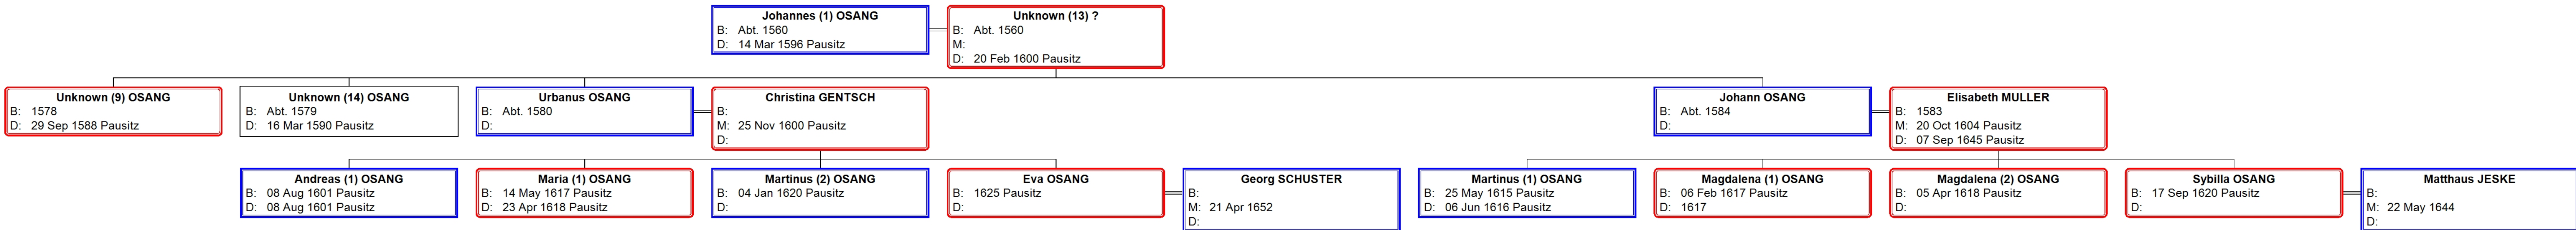 Johannes (1) OSANG
B: Abt. 1560
D: 14 Mar 1596 Pausitz
Unknown (13) ?
B: Abt. 1560
M:
D: 20 Feb 1600 Pausitz
Unknown (9) OSANG
B: 1578
D: 29 Sep 1588 Pausitz
Unknown (14) OSANG
B: Abt. 1579
D: 16 Mar 1590 Pausitz
Urbanus OSANG
B: Abt. 1580
D:
Christina GENTSCH
B:
M: 25 Nov 1600 Pausitz
D:
Johann OSANG
B: Abt. 1584
D:
Elisabeth MULLER
B: 1583
M: 20 Oct 1604 Pausitz
D: 07 Sep 1645 Pausitz
Andreas (1) OSANG
B: 08 Aug 1601 Pausitz
D: 08 Aug 1601 Pausitz
Maria (1) OSANG
B: 14 May 1617 Pausitz
D: 23 Apr 1618 Pausitz
Martinus (2) OSANG
B: 04 Jan 1620 Pausitz
D:
Eva OSANG
B: 1625 Pausitz
D:
Georg SCHUSTER
B:
M: 21 Apr 1652
D:
Martinus (1) OSANG
B: 25 May 1615 Pausitz
D: 06 Jun 1616 Pausitz
Magdalena (1) OSANG
B: 06 Feb 1617 Pausitz
D: 1617
Magdalena (2) OSANG
B: 05 Apr 1618 Pausitz
D:
Sybilla OSANG
B: 17 Sep 1620 Pausitz
D:
Matthaus JESKE
B:
M: 22 May 1644
D: